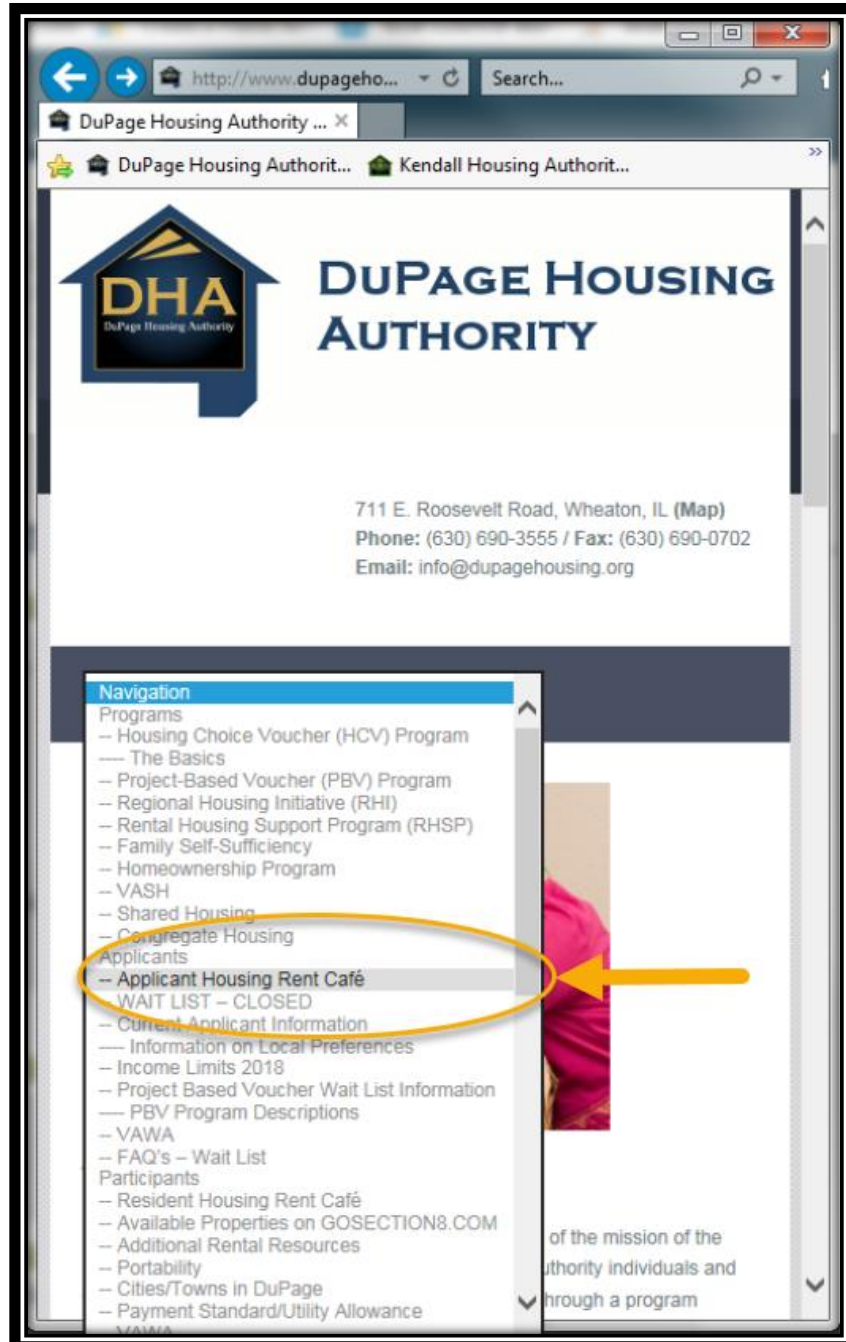 http://www.dupageho...
Search...
DuPage Housing Authority ...
DuPage Housing Authorit...
Kendall Housing Authorit...
DHA
DuPage Housing Authority
DUPAGE HOUSING
AUTHORITY
711 E. Roosevelt Road, Wheaton, IL (Map)
Phone: (630) 690-3555 / Fax: (630) 690-0702
Email: info@dupagehousing.org
Navigation
Programs
-- Housing Choice Voucher (HCV) Program
---- The Basics
-- Project-Based Voucher (PBV) Program
-- Regional Housing Initiative (RHI)
-- Rental Housing Support Program (RHSP)
-- Family Self-Sufficiency
-- Homeownership Program
-- VASH
-- Shared Housing
-- Congregate Housing
Applicants
-- Applicant Housing Rent Café
-- WAIT LIST – CLOSED
-- Current Applicant Information
---- Information on Local Preferences
-- Income Limits 2018
-- Project Based Voucher Wait List Information
---- PBV Program Descriptions
-- VAWA
-- FAQ's – Wait List
Participants
-- Resident Housing Rent Café
-- Available Properties on GOSECTION8.COM
-- Additional Rental Resources
-- Portability
-- Cities/Towns in DuPage
-- Payment Standard/Utility Allowance
-- VAWA
of the mission of the
uthority individuals and
hrough a program